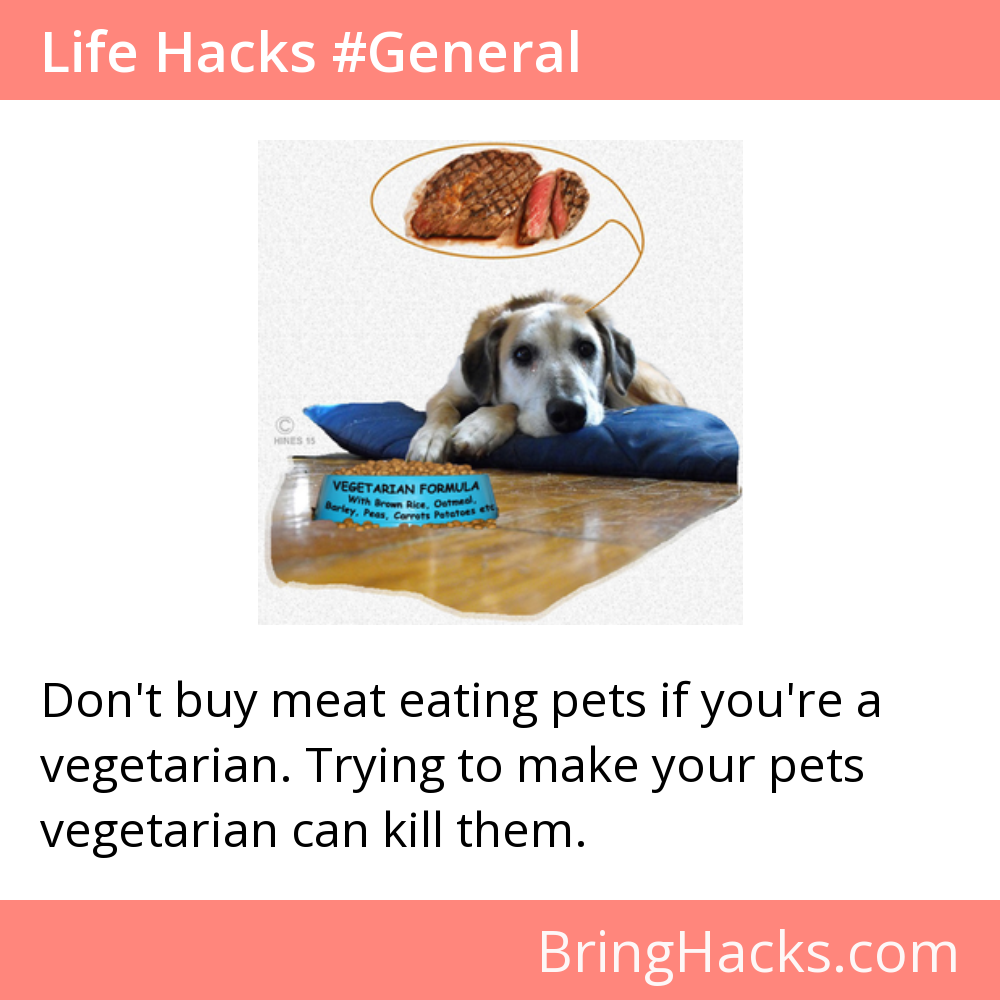 Life Hacks #General
©
HINES 15
VEGETARIAN FORMULA
With Brown Rice, Oatmeal,
Barley, Peas, Carrots Potatoes etc
Don't buy meat eating pets if you're a
vegetarian. Trying to make your pets
vegetarian can kill them.
BringHacks.com